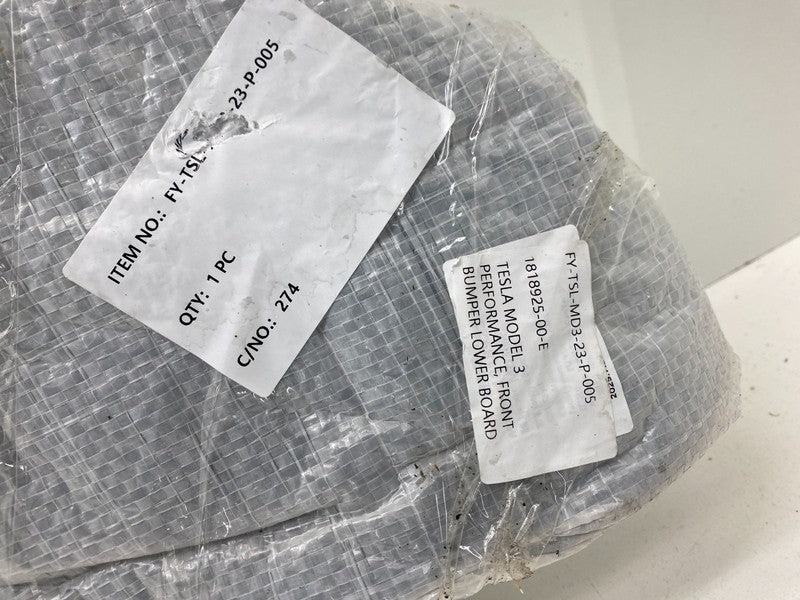 ITEM NO.: FY-TSL- -23-P-005
QTY: 1 PC
C/NO.: 274
FY-TSL-MD3-23-P-005
1818925-00-E
TESLA MODEL 3
PERFORMANCE, FRONT
BUMPER LOWER BOARD